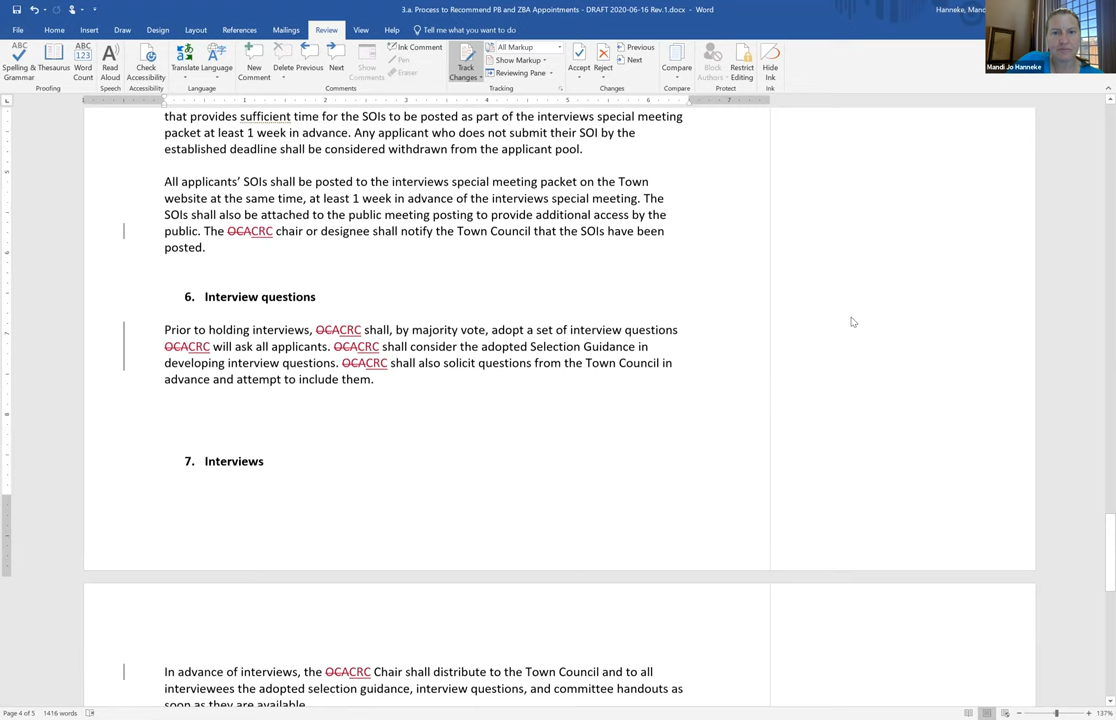 3.a. Process to Recommend PB and ZBA Appointments - DRAFT 2020-06-16 Rev.1.docx - Word
Hanneke, Mand
File Home Insert Draw Design Layout References Mailings Review View Help Tell me what you want to do
Spelling & Grammar
Thesaurus
Word Count
Read Aloud
Check Accessibility
Translate
Language
New Comment
Delete
Previous
Next
Show Comments
Ink Comment
Pen
Eraser
Track Changes
All Markup
Show Markup
Reviewing Pane
Accept
Reject
Previous
Next
Compare
Block Authors
Restrict Editing
Hide Ink
Proofing Speech Accessibility Language Comments Tracking Changes Compare Protect Ink
Mandi Jo Hanneke
that provides sufficient time for the SOIs to be posted as part of the interviews special meeting
packet at least 1 week in advance. Any applicant who does not submit their SOI by the
established deadline shall be considered withdrawn from the applicant pool.
All applicants' SOIs shall be posted to the interviews special meeting packet on the Town
website at the same time, at least 1 week in advance of the interviews special meeting. The
SOIs shall also be attached to the public meeting posting to provide additional access by the
public. The OCACRC chair or designee shall notify the Town Council that the SOIs have been
posted.
6. Interview questions
Prior to holding interviews, OCACRC shall, by majority vote, adopt a set of interview questions
OCACRC will ask all applicants. OCACRC shall consider the adopted Selection Guidance in
developing interview questions. OCACRC shall also solicit questions from the Town Council in
advance and attempt to include them.
7. Interviews
In advance of interviews, the OCACRC Chair shall distribute to the Town Council and to all
interviewees the adopted selection guidance, interview questions, and committee handouts as
soon as they are available.
Page 4 of 5 1416 words
137%